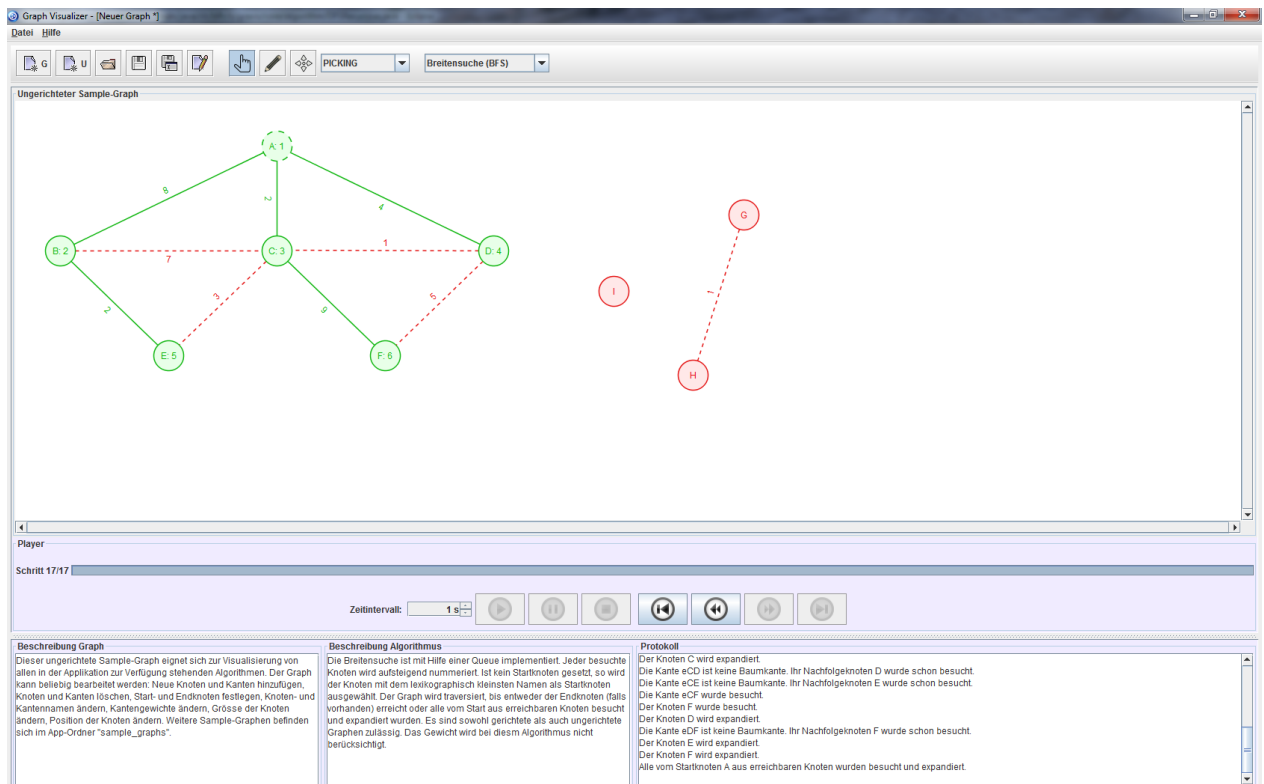 Graph Visualizer - [Neuer Graph *]
Datei Hilfe
G U PICKING Breitensuche (BFS)
Ungerichteter Sample-Graph
A: 1
8
2
4
G
B: 2
7
C: 3
1
D: 4
I
1
2
3
9
5
E: 5
F: 6
H
Player
Schritt 17/17
Zeitintervall: 1 s
Beschreibung Graph
Dieser ungerichtete Sample-Graph eignet sich zur Visualisierung von
allen in der Applikation zur Verfügung stehenden Algorithmen. Der Graph
kann beliebig bearbeitet werden: Neue Knoten und Kanten hinzufügen,
Knoten und Kanten löschen, Start- und Endknoten festlegen, Knoten- und
Kantennamen ändern, Kantengewichte ändern, Grösse der Knoten
ändern, Position der Knoten ändern. Weitere Sample-Graphen befinden
sich im App-Ordner "sample_graphs".
Beschreibung Algorithmus
Die Breitensuche ist mit Hilfe einer Queue implementiert. Jeder besuchte
Knoten wird aufsteigend nummeriert. Ist kein Startknoten gesetzt, so wird
der Knoten mit dem lexikographisch kleinsten Namen als Startknoten
ausgewählt. Der Graph wird traversiert, bis entweder der Endknoten (falls
vorhanden) erreicht oder alle vom Start aus erreichbaren Knoten besucht
und expandiert wurden. Es sind sowohl gerichtete als auch ungerichtete
Graphen zulässig. Das Gewicht wird bei diesm Algorithmus nicht
berücksichtigt.
Protokoll
Der Knoten C wird expandiert.
Die Kante eCD ist keine Baumkante. Ihr Nachfolgeknoten D wurde schon besucht.
Die Kante eCE ist keine Baumkante. Ihr Nachfolgeknoten E wurde schon besucht.
Die Kante eCF wurde besucht.
Der Knoten F wurde besucht.
Der Knoten D wird expandiert.
Die Kante eDF ist keine Baumkante. Ihr Nachfolgeknoten F wurde schon besucht.
Der Knoten E wird expandiert.
Der Knoten F wird expandiert.
Alle vom Startknoten A aus erreichbaren Knoten wurden besucht und expandiert.